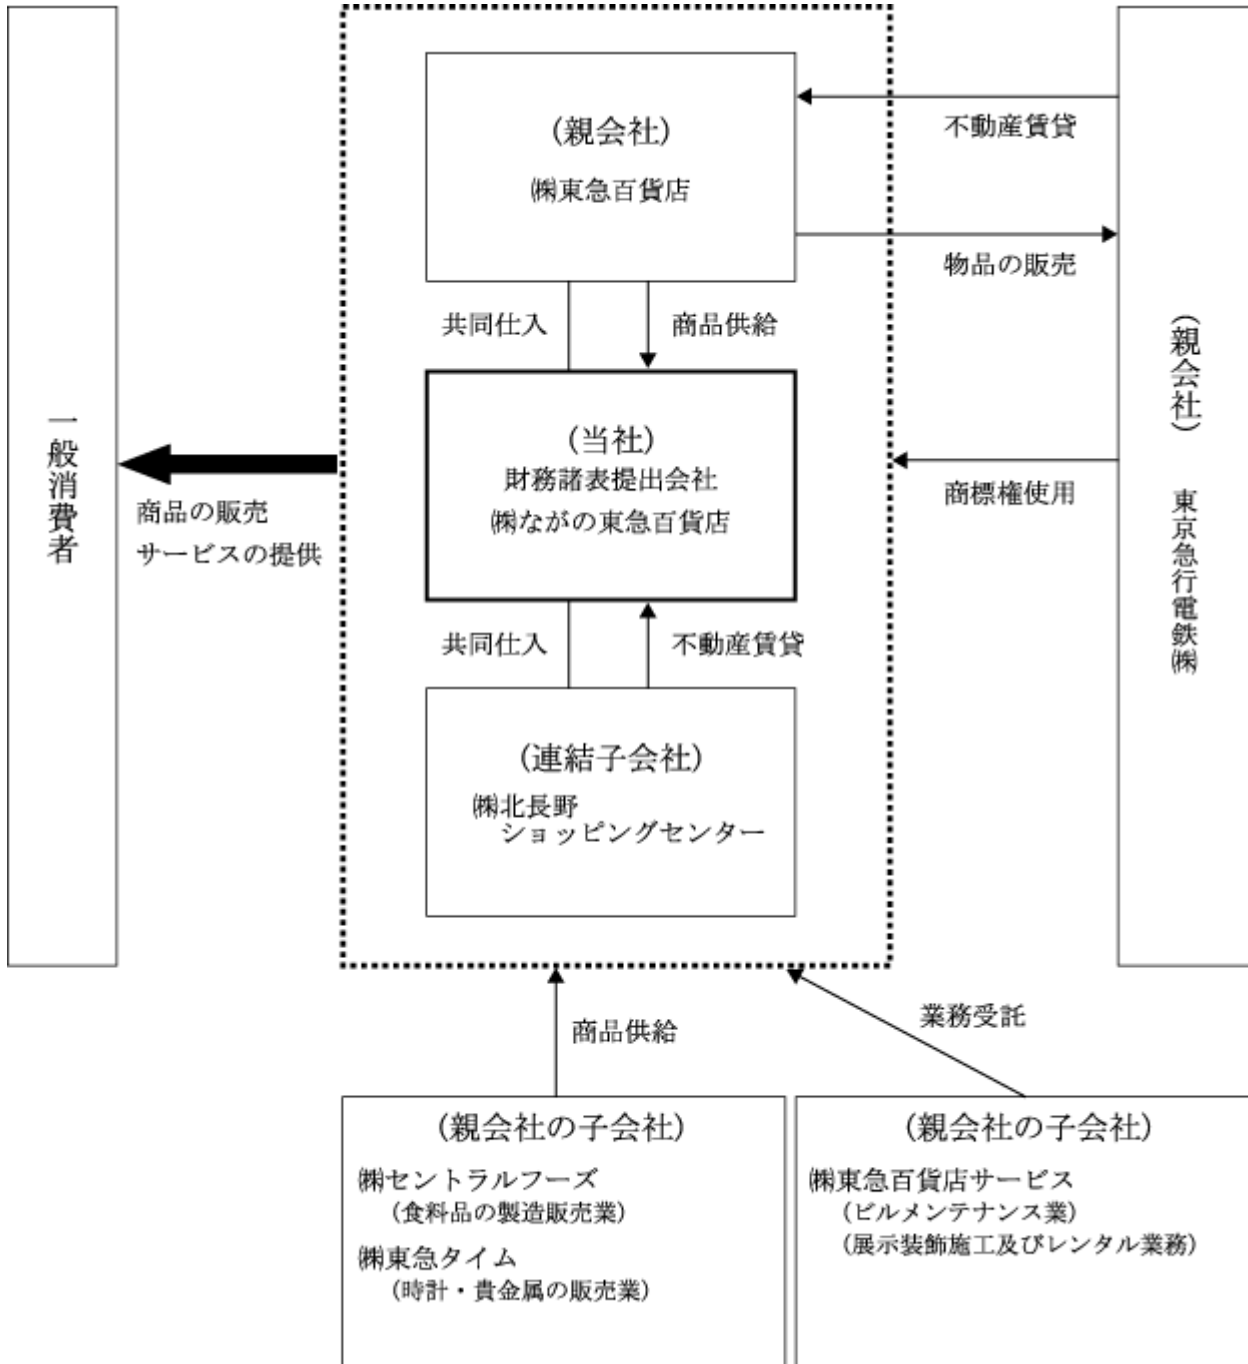 一般消費者
商品の販売
サービスの提供
(親会社)
㈱東急百貨店
共同仕入
商品供給
(当社)
財務諸表提出会社
㈱ながの東急百貨店
共同仕入
不動産賃貸
(連結子会社)
㈱北長野
ショッピングセンター
不動産賃貸
物品の販売
商標権使用
(親会社) 東京急行電鉄㈱
商品供給
業務受託
(親会社の子会社)
㈱セントラルフーズ
(食料品の製造販売業)
㈱東急タイム
(時計・貴金属の販売業)
(親会社の子会社)
㈱東急百貨店サービス
(ビルメンテナンス業)
(展示装飾施工及びレンタル業務)